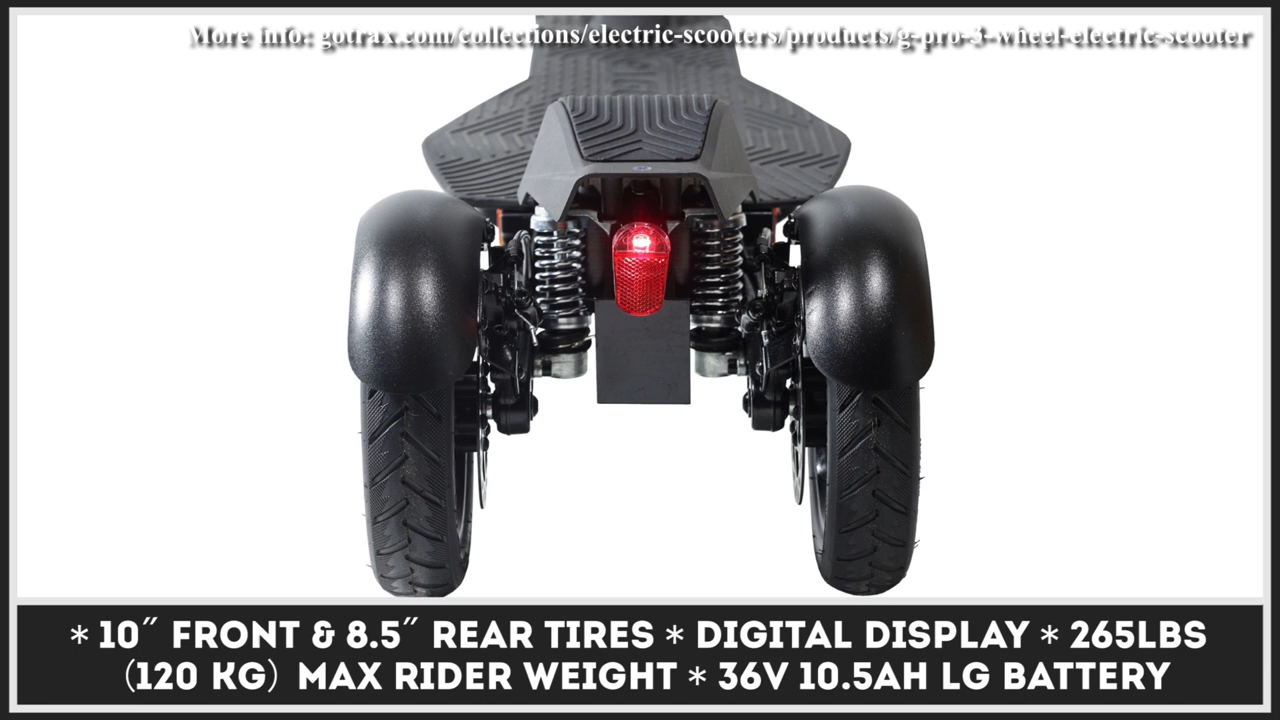 More info: gotrax.com/collections/electric-scooters/products/g-pro-3-wheel-electric-scooter
* 10˝ FRONT & 8.5˝ REAR TIRES * DIGITAL DISPLAY * 265LBS
(120 KG) MAX RIDER WEIGHT * 36V 10.5AH LG BATTERY